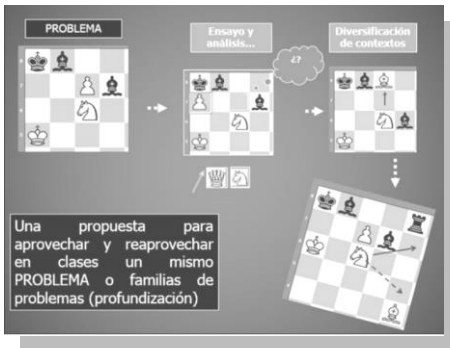 PROBLEMA
Ensayo y
análisis...
Diversificación
de contextos
¿?
Una propuesta para
aprovechar y reaprovechar
en clases un mismo
PROBLEMA o familias de
problemas (profundización)